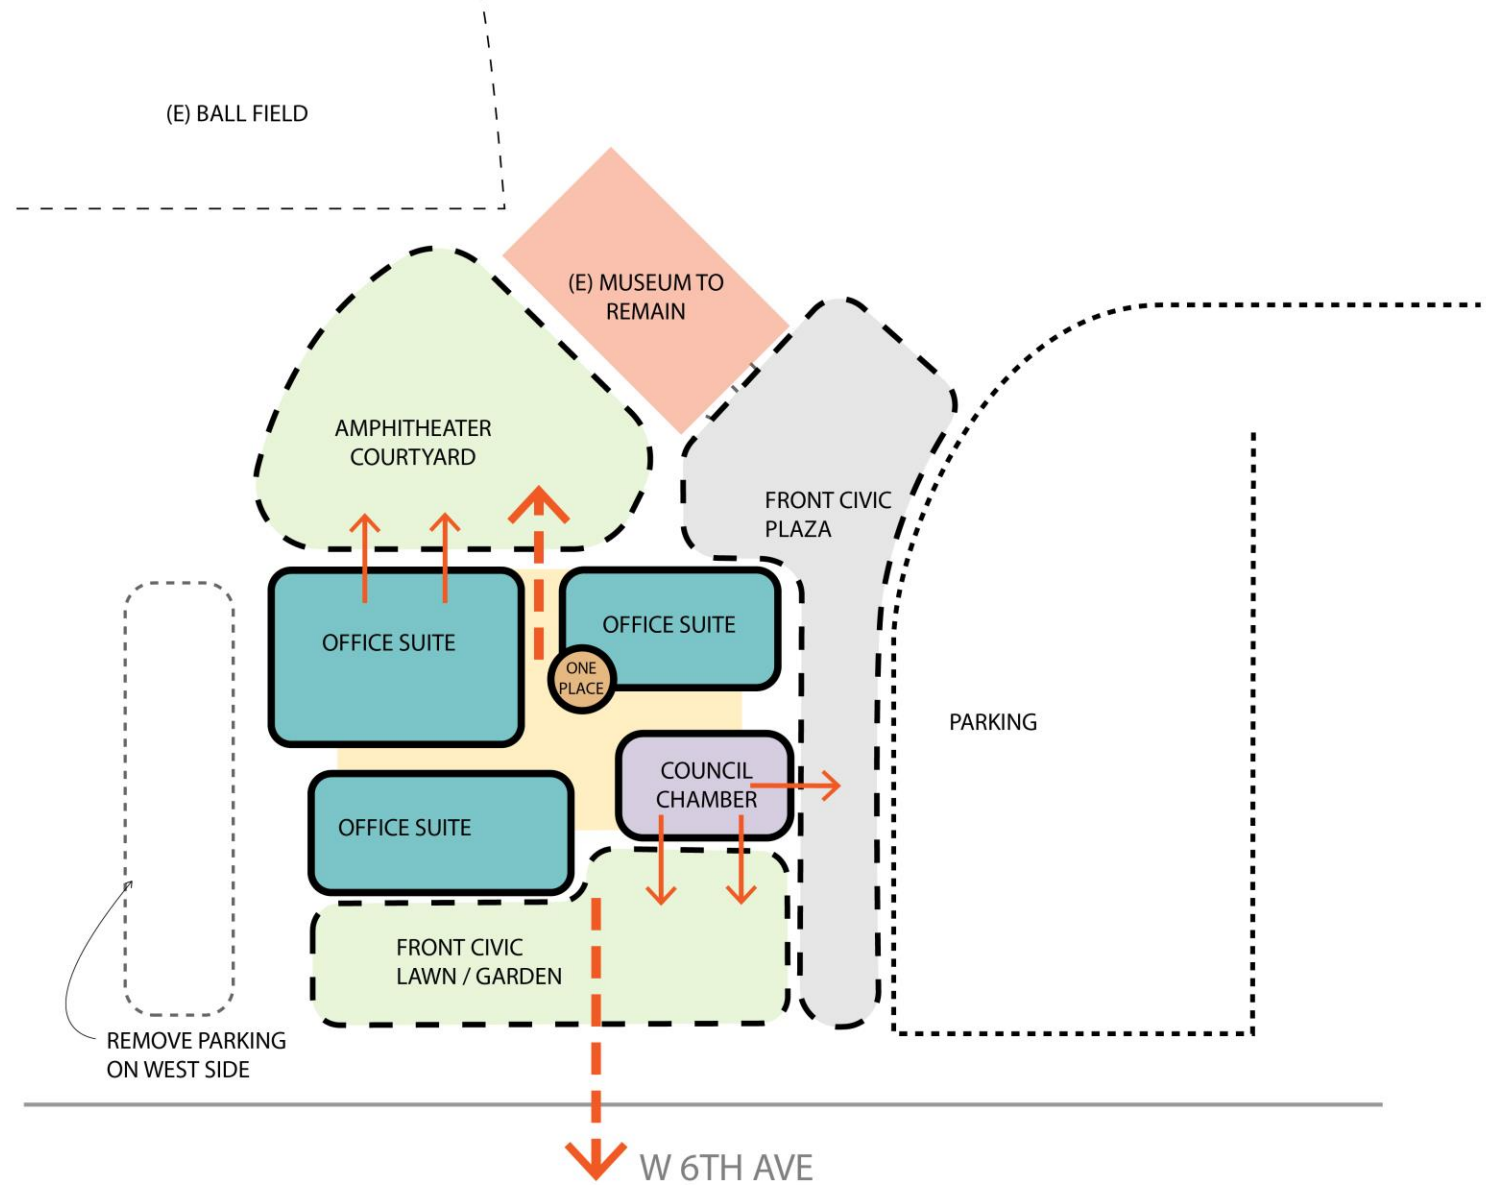 (E) BALL FIELD
(E) MUSEUM TO
REMAIN
AMPHITHEATER
COURTYARD
FRONT CIVIC
PLAZA
OFFICE SUITE
OFFICE SUITE
ONE
PLACE
PARKING
COUNCIL
CHAMBER
OFFICE SUITE
FRONT CIVIC
LAWN / GARDEN
REMOVE PARKING
ON WEST SIDE
W 6TH AVE